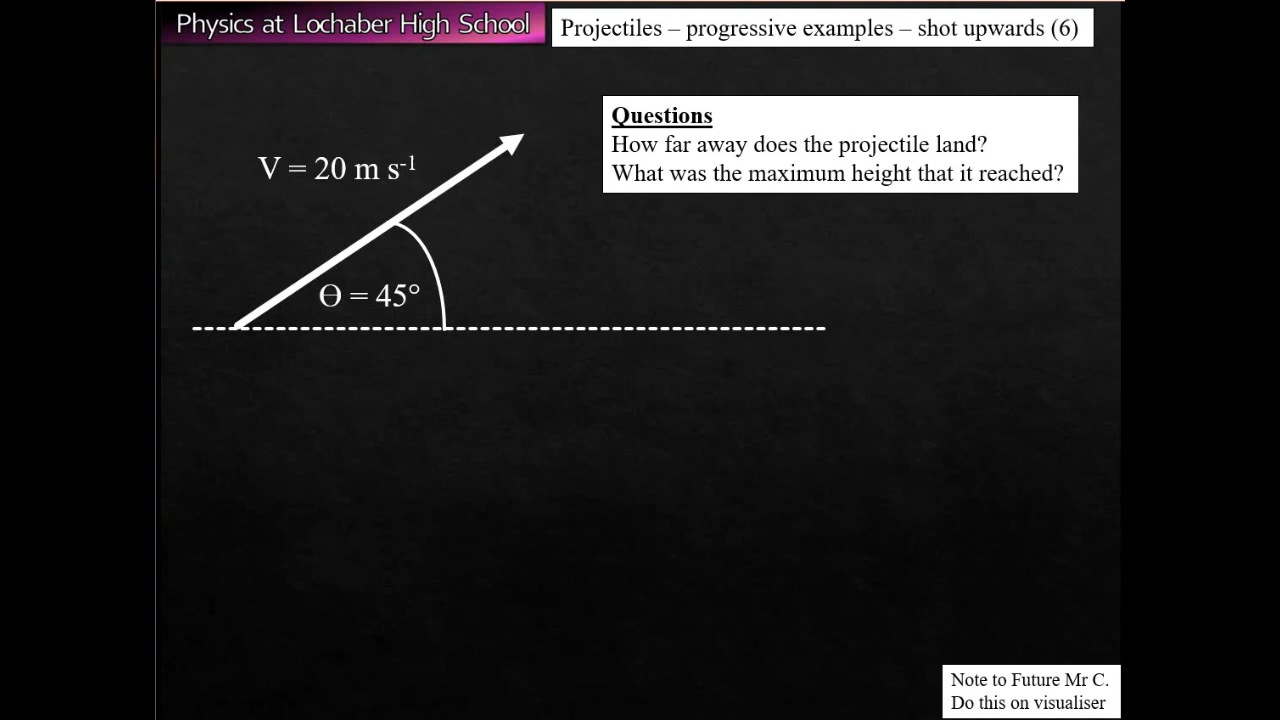 Physics at Lochaber High School
Projectiles – progressive examples – shot upwards (6)
Questions
How far away does the projectile land?
What was the maximum height that it reached?
V = 20 m s⁻¹
ϴ = 45°
Note to Future Mr C.
Do this on visualiser